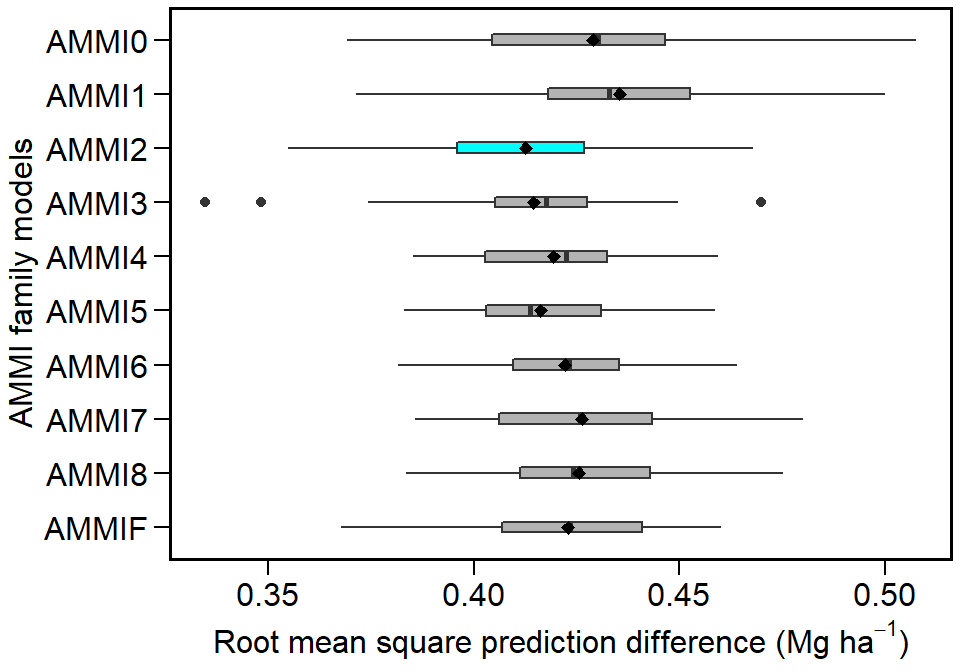 AMMI family models
AMMI0
AMMI1
AMMI2
AMMI3
AMMI4
AMMI5
AMMI6
AMMI7
AMMI8
AMMIF
0.35 0.40 0.45 0.50
Root mean square prediction difference (Mg ha⁻¹)